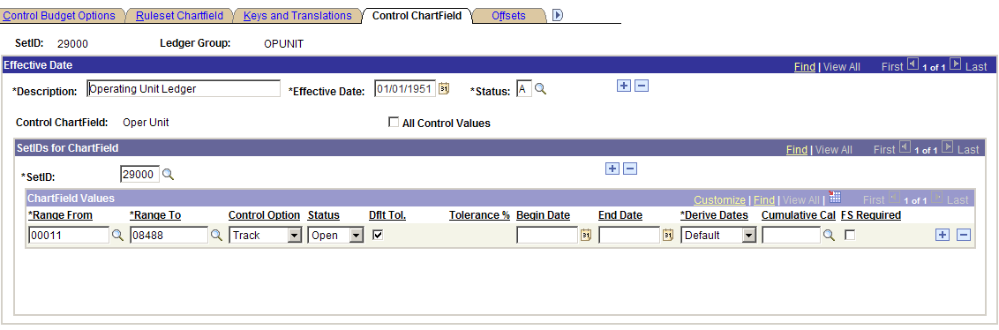 Control Budget Options Ruleset Chartfield Keys and Translations Control ChartField Offsets
SetID: 29000 Ledger Group: OPUNIT
Effective Date Find | View All First 1 of 1 Last
*Description: Operating Unit Ledger *Effective Date: 01/01/1951 31 *Status: A
Control ChartField: Oper Unit All Control Values
SetIDs for ChartField Find | View All First 1 of 1 Last
*SetID: 29000
ChartField Values Customize | Find | View All | First 1 of 1 Last
*Range From *Range To Control Option Status Dflt Tol. Tolerance % Begin Date End Date *Derive Dates Cumulative Cal FS Required
00011 08488 Track Open 31 31 Default